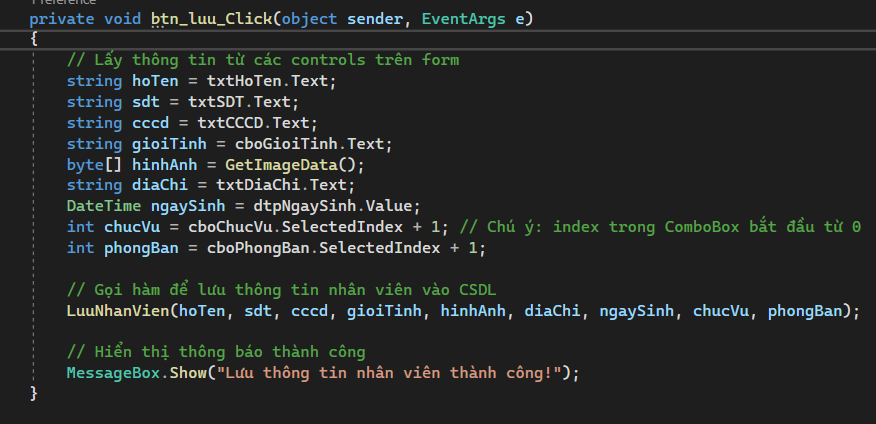 Preference
private void btn_luu_Click(object sender, EventArgs e)
{
// Lấy thông tin từ các controls trên form
string hoTen = txtHoTen.Text;
string sdt = txtSDT.Text;
string cccd = txtCCCD.Text;
string gioiTinh = cboGioiTinh.Text;
byte[] hinhAnh = GetImageData();
string diaChi = txtDiaChi.Text;
DateTime ngaySinh = dtpNgaySinh.Value;
int chucVu = cboChucVu.SelectedIndex + 1; // Chú ý: index trong ComboBox bắt đầu từ 0
int phongBan = cboPhongBan.SelectedIndex + 1;
// Gọi hàm để lưu thông tin nhân viên vào CSDL
LuuNhanVien(hoTen, sdt, cccd, gioiTinh, hinhAnh, diaChi, ngaySinh, chucVu, phongBan);
// Hiển thị thông báo thành công
MessageBox.Show("Lưu thông tin nhân viên thành công!");
}